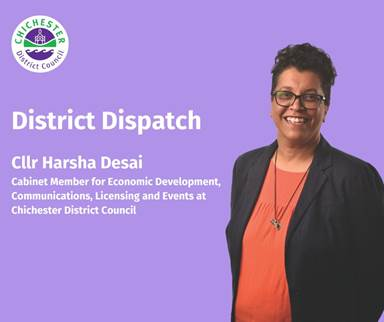 CHICHESTER
District Council
District Dispatch
Cllr Harsha Desai
Cabinet Member for Economic Development,
Communications, Licensing and Events at
Chichester District Council